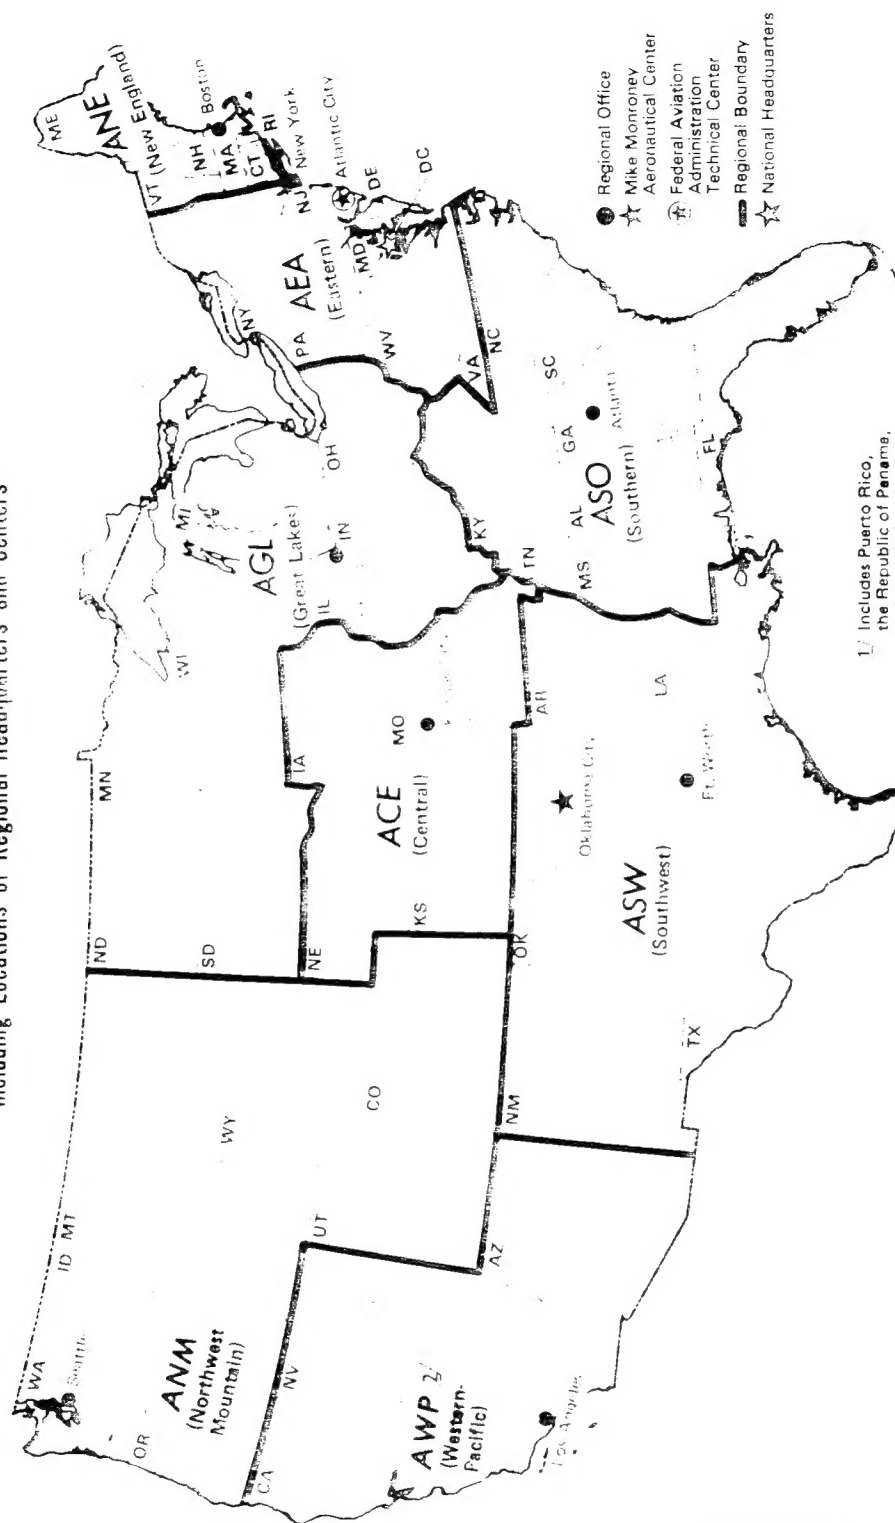 Including Locations of Regional Headquarters and Centers
WA
Seattle
ID
MT
OR
ANM
(Northwest
Mountain)
CA
NV
AWP 2/
(Western-
Pacific)
Los Angeles
UT
AZ
WY
CO
NM
ND
SD
NE
KS
OK
TX
MN
IA
ACE
(Central)
MO
Oklahoma City
ASW
(Southwest)
Ft. Worth
AR
LA
WI
MI
AGL
(Great Lakes)
IL
IN
OH
KY
TN
MS
AL
ASO
(Southern)
GA
Atlanta
SC
FL
NC
VA
WV
PA
NY
AEA
(Eastern)
MD
NJ
DE
DC
Atlantic City
New York
ME
ANE
(New England)
VT
NH
MA
CT
RI
Boston
Regional Office
Mike Monroney
Aeronautical Center
Federal Aviation
Administration
Technical Center
Regional Boundary
National Headquarters
1/ Includes Puerto Rico,
the Republic of Panama,